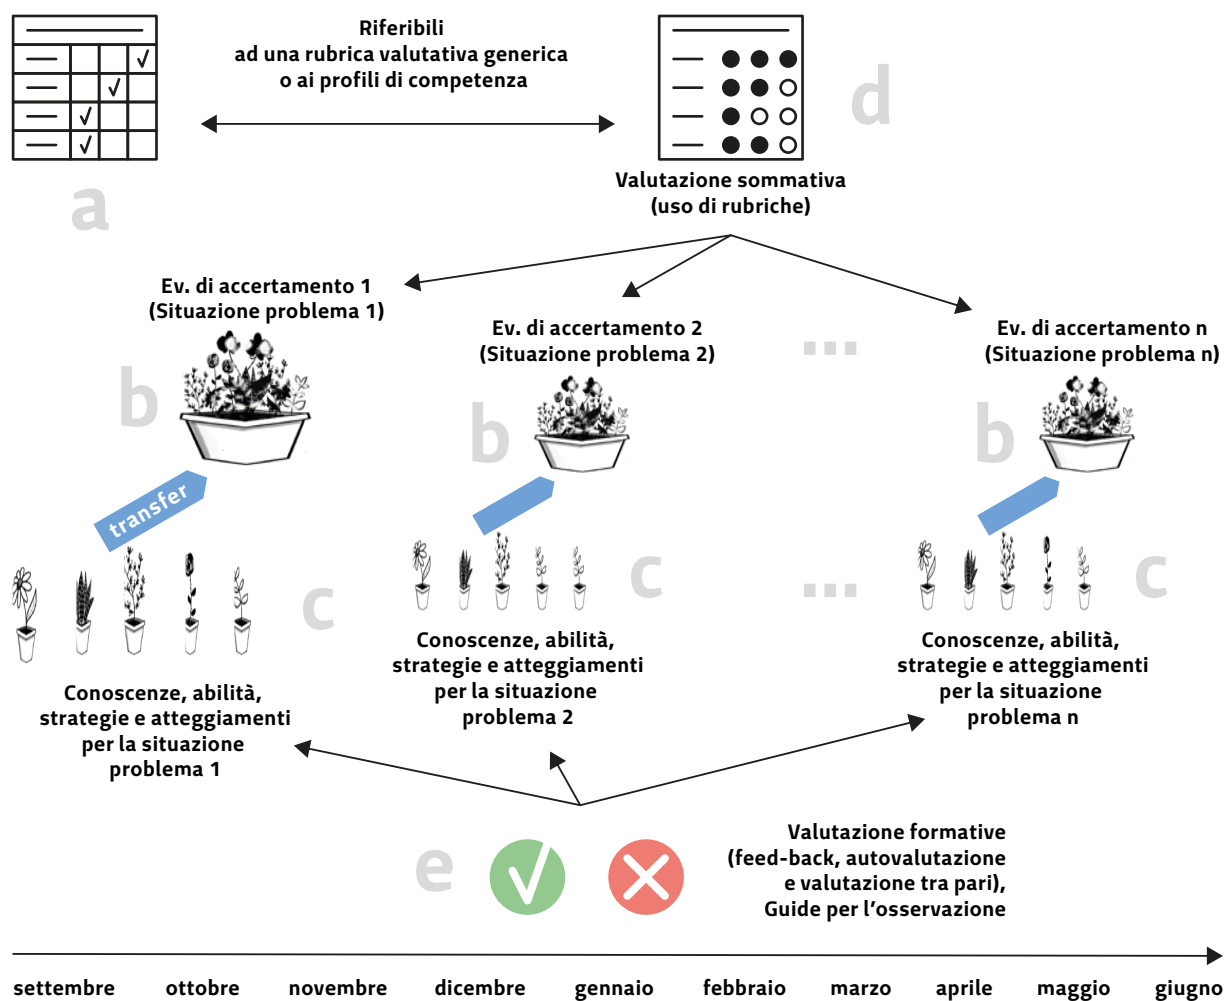 Riferibili
ad una rubrica valutativa generica
o ai profili di competenza
d
a
Valutazione sommativa
(uso di rubriche)
Ev. di accertamento 1
(Situazione problema 1)
Ev. di accertamento 2
(Situazione problema 2)
...
Ev. di accertamento n
(Situazione problema n)
b
b
b
transfer
c
c
...
c
Conoscenze, abilità,
strategie e atteggiamenti
per la situazione
problema 1
Conoscenze, abilità,
strategie e atteggiamenti
per la situazione
problema 2
Conoscenze, abilità,
strategie e atteggiamenti
per la situazione
problema n
e
Valutazione formative
(feed-back, autovalutazione
e valutazione tra pari),
Guide per l'osservazione
settembre ottobre novembre dicembre gennaio febbraio marzo aprile maggio giugno